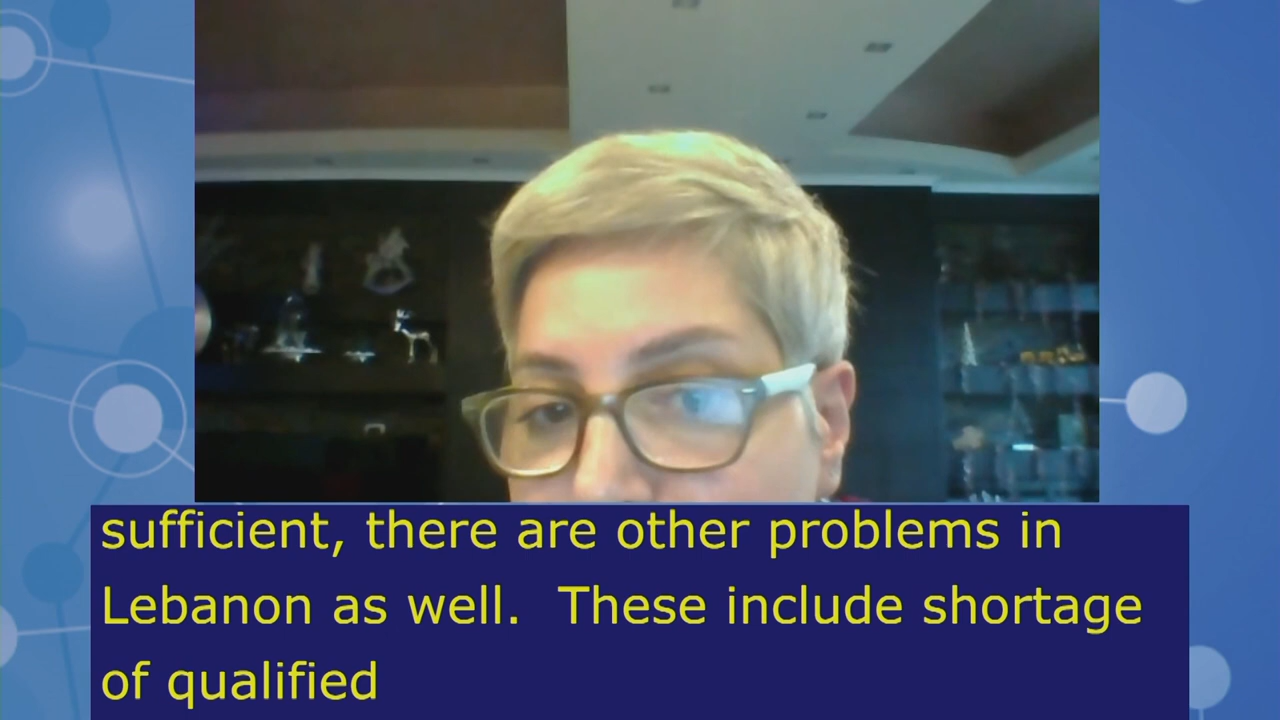 sufficient, there are other problems in
Lebanon as well.  These include shortage
of qualified